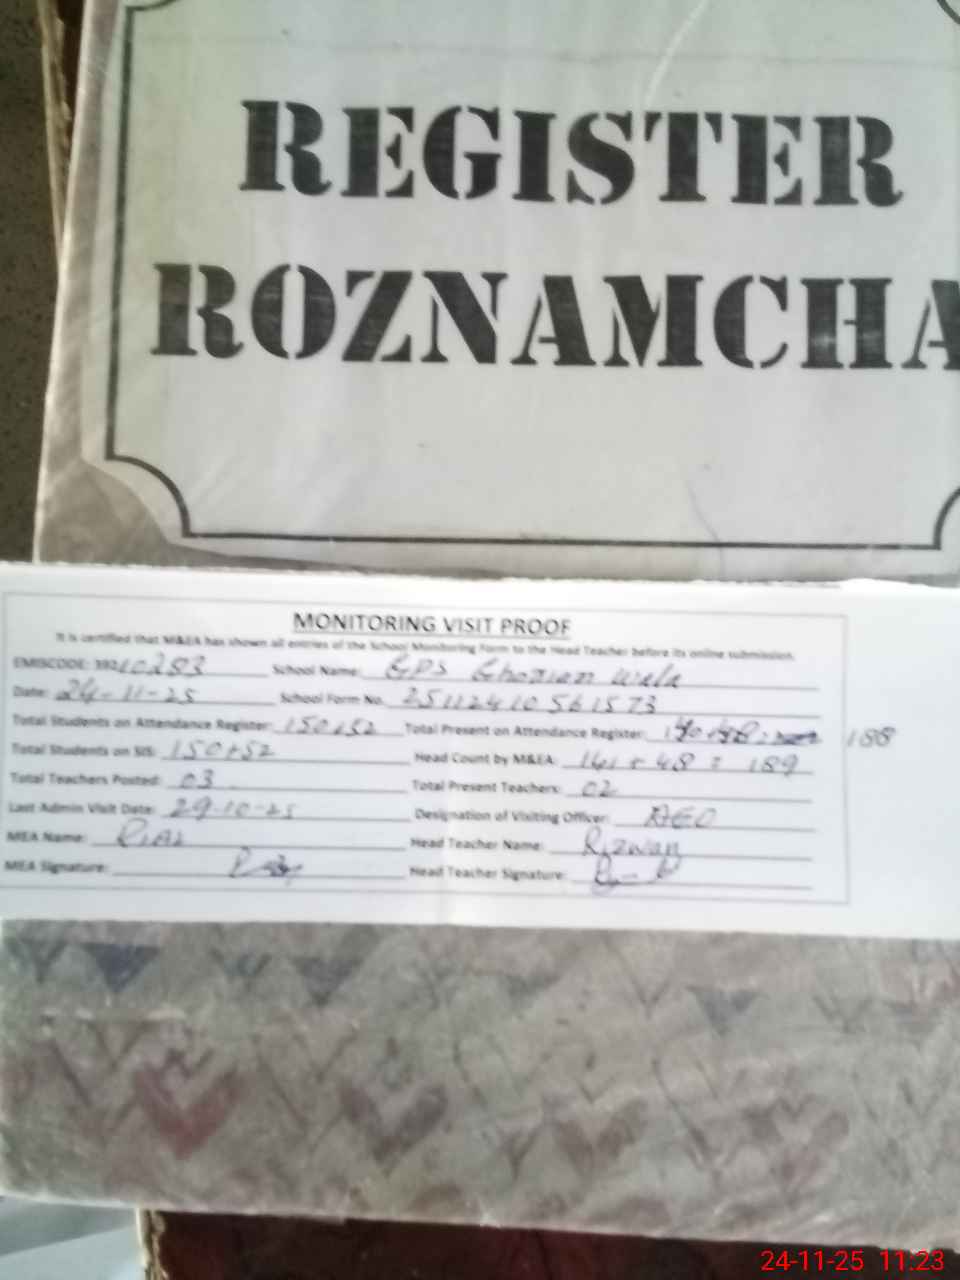 REGISTER
ROZNAMCHA
MONITORING VISIT PROOF
It is certified that M&EA has shown all entries of the School Monitoring Form to the Head Teacher before its online submission.
EMISCODE: 39210283 School Name: GPS wala
Date: 24-11-25 School Form No. 25112410561573
Total Students on Attendance Register: 150+52 Total Present on Attendance Register: 188
Total Students on SIS: 150+52 Head Count by M&EA: 141 + 48 = 189
Total Teachers Posted: 03 Total Present Teachers: 02
Last Admin Visit Date: 29-10-25 Designation of Visiting Officer: AEO
MEA Name: Head Teacher Name: Rizwan
MEA Signature: Head Teacher Signature:
24-11-25 11:23